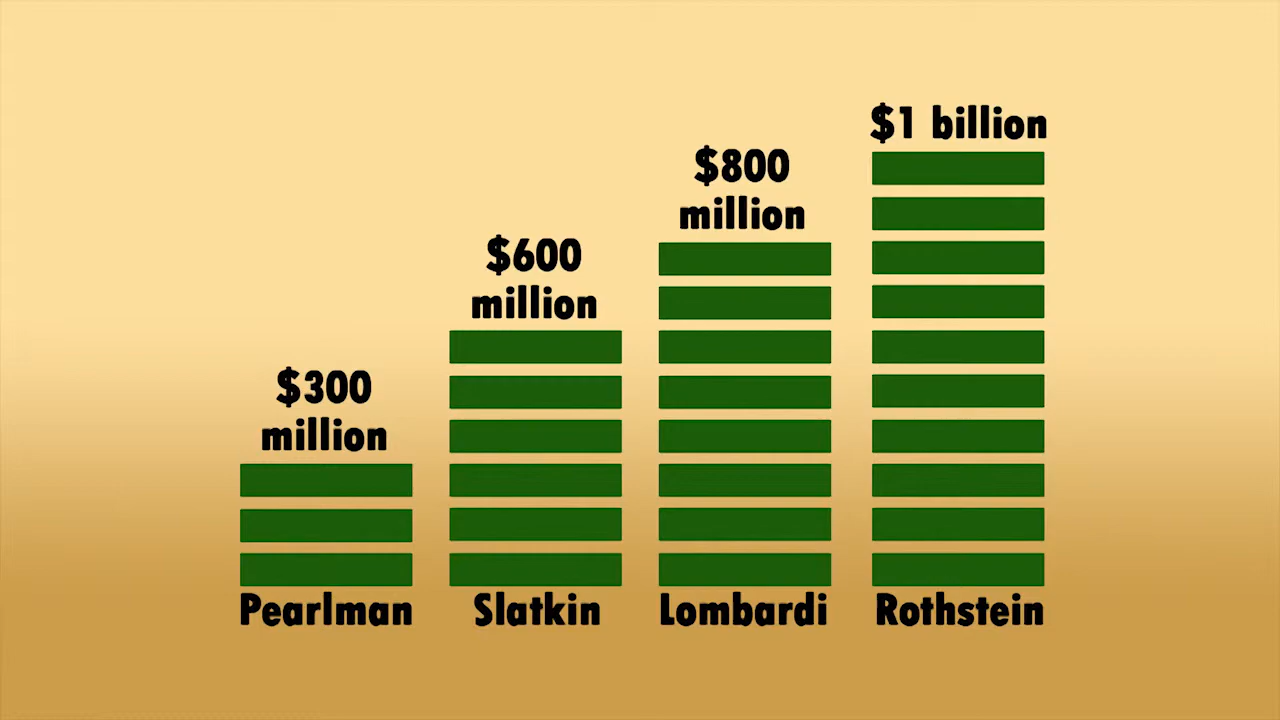 $300
million
Pearlman
$600
million
Slatkin
$800
million
Lombardi
$1 billion
Rothstein